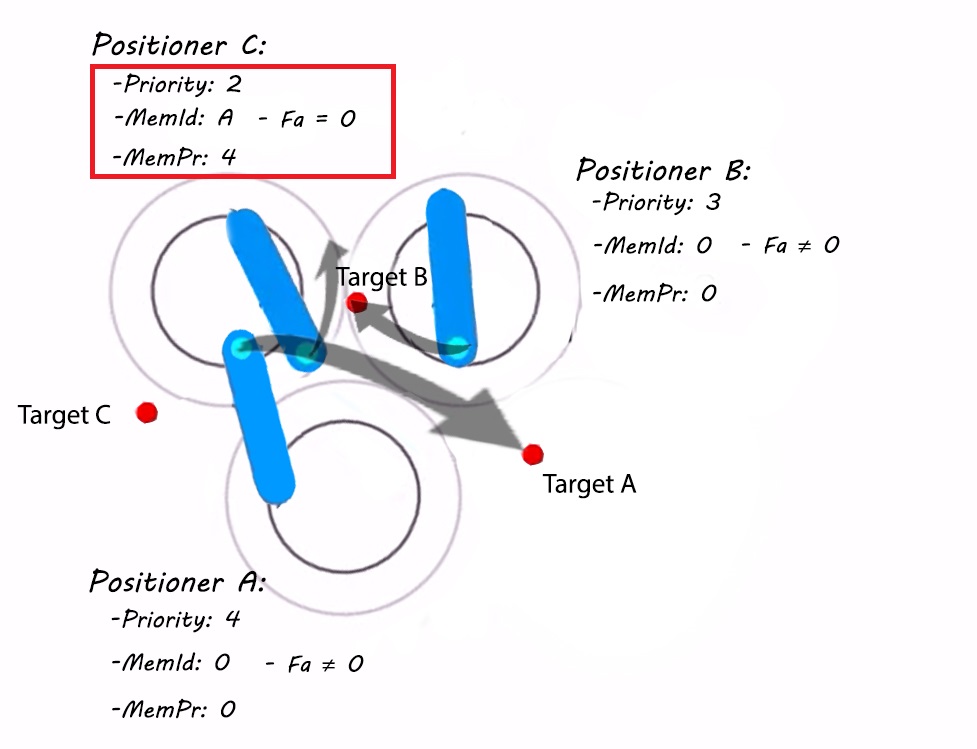 Positioner C:
-Priority: 2
-MemId: A - Fa = 0
-MemPr: 4
Positioner B:
-Priority: 3
-MemId: 0 - Fa ≠ 0
-MemPr: 0
Target B
Target C
Target A
Positioner A:
-Priority: 4
-MemId: 0 - Fa ≠ 0
-MemPr: 0